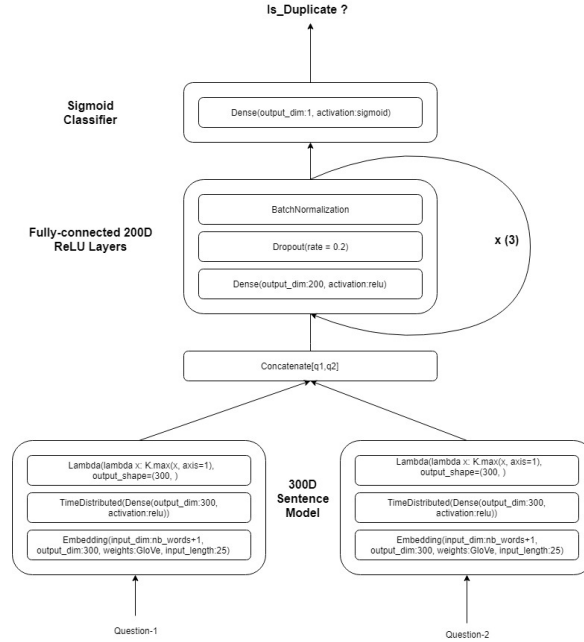 Is_Duplicate ?
Sigmoid
Classifier
Dense(output_dim:1, activation:sigmoid)
Fully-connected 200D
ReLU Layers
BatchNormalization
Dropout(rate = 0.2)
Dense(output_dim:200, activation:relu)
x (3)
Concatenate[q1,q2]
Lambda(lambda x: K.max(x, axis=1),
output_shape=(300, )
TimeDistributed(Dense(output_dim:300,
activation:relu))
Embedding(input_dim:nb_words+1,
output_dim:300, weights:GloVe, input_length:25)
300D
Sentence
Model
Lambda(lambda x: K.max(x, axis=1),
output_shape=(300, )
TimeDistributed(Dense(output_dim:300,
activation:relu))
Embedding(input_dim:nb_words+1,
output_dim:300, weights:GloVe, input_length:25)
Question-1
Question-2